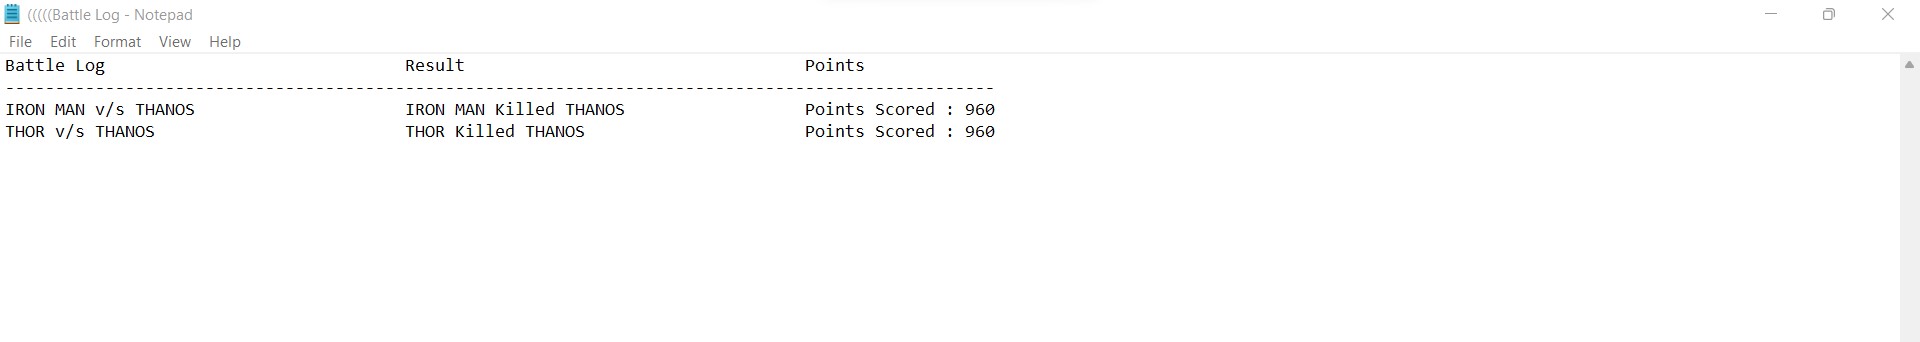 (((((Battle Log - Notepad
File Edit Format View Help
Battle Log Result Points
---------------------------------------------------------------------------------------------------
IRON MAN v/s THANOS IRON MAN Killed THANOS Points Scored : 960
THOR v/s THANOS THOR Killed THANOS Points Scored : 960